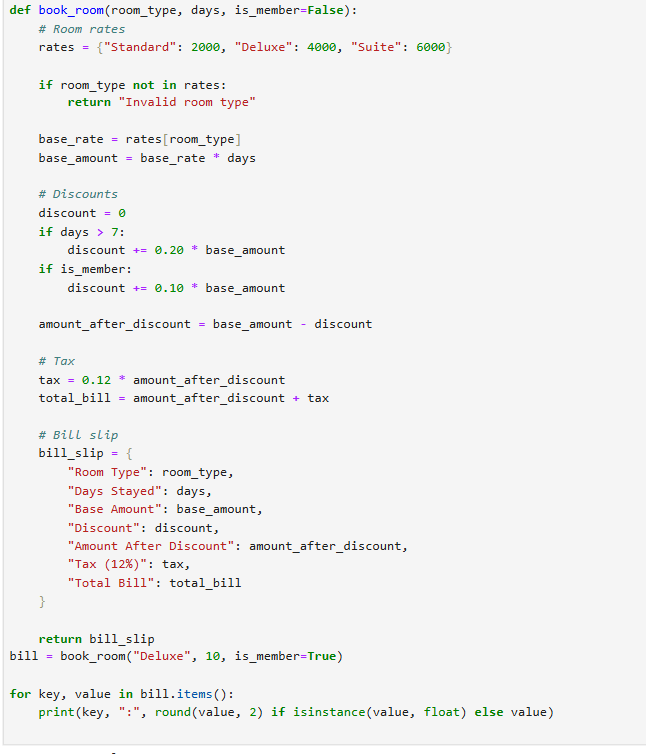 def book_room(room_type, days, is_member=False):
    # Room rates
    rates = {"Standard": 2000, "Deluxe": 4000, "Suite": 6000}

    if room_type not in rates:
        return "Invalid room type"

    base_rate = rates[room_type]
    base_amount = base_rate * days

    # Discounts
    discount = 0
    if days > 7:
        discount += 0.20 * base_amount
    if is_member:
        discount += 0.10 * base_amount

    amount_after_discount = base_amount - discount

    # Tax
    tax = 0.12 * amount_after_discount
    total_bill = amount_after_discount + tax

    # Bill slip
    bill_slip = {
        "Room Type": room_type,
        "Days Stayed": days,
        "Base Amount": base_amount,
        "Discount": discount,
        "Amount After Discount": amount_after_discount,
        "Tax (12%)": tax,
        "Total Bill": total_bill
    }

    return bill_slip
bill = book_room("Deluxe", 10, is_member=True)

for key, value in bill.items():
    print(key, ":", round(value, 2) if isinstance(value, float) else value)